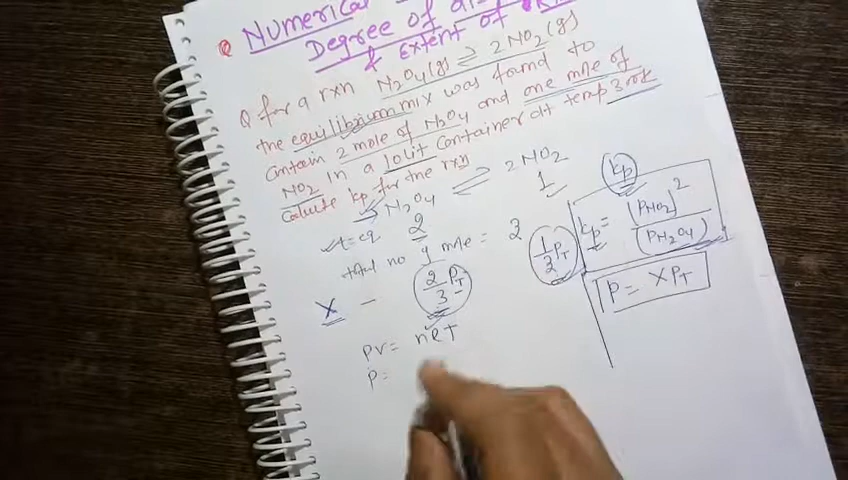 Numerical
Degree of
& Extent of
Q for a rxn N2O4(g) ⇌ 2NO2(g)
the equilibrium mix was found to
Contain 2 mole of N2O4 and one mole of
NO2 in a 10lit Container at temp 300K
Calculate kp for the rxn
N2O4 ⇌ 2NO2
t=eq 2 1
total no of mole = 3
X - 2/3 PT 1/3 PT
PV = nRT
P =
kp
kp = (PNO2)^2 / (PN2O4)
P = XPT